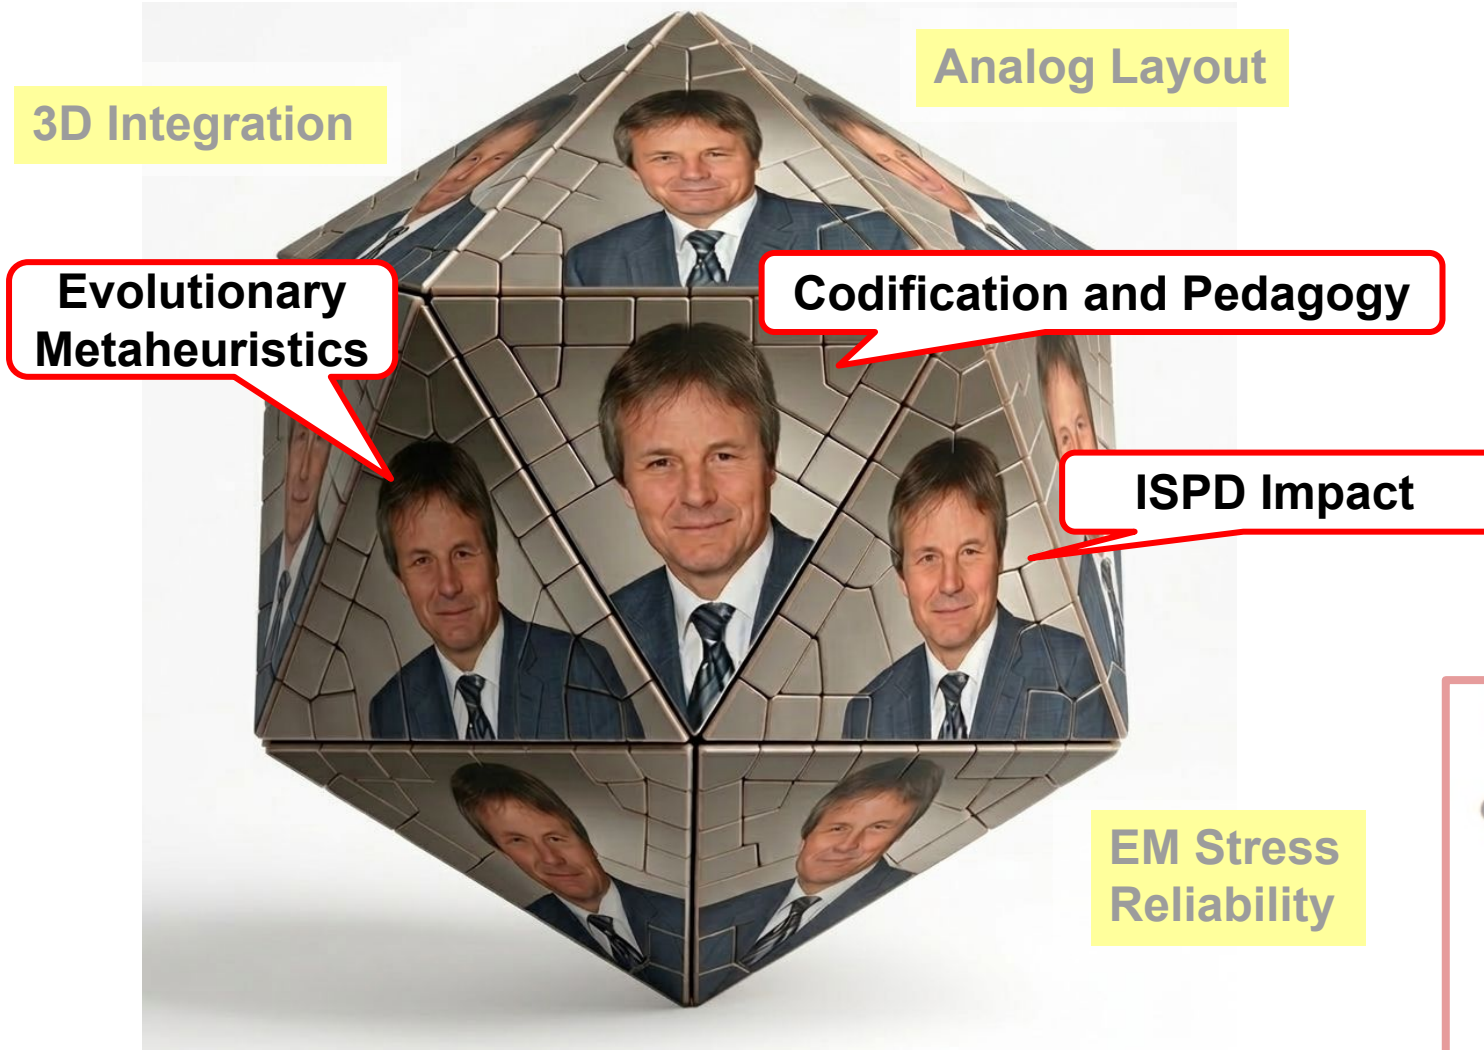 Analog Layout
3D Integration
Evolutionary
Metaheuristics
Codification and Pedagogy
ISPD Impact
EM Stress
Reliability